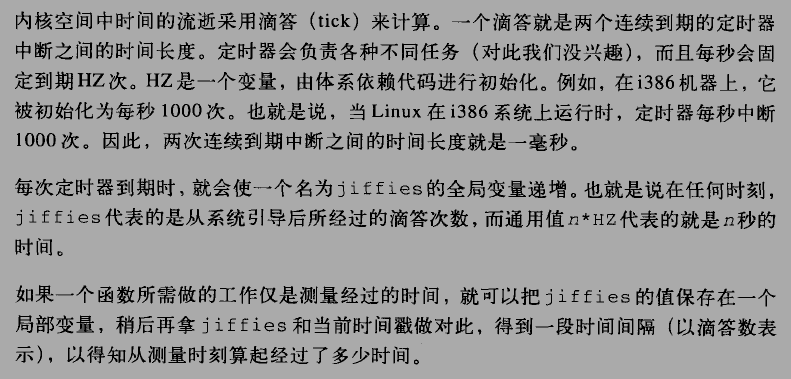 内核空间中时间的流逝采用滴答（tick）来计算。一个滴答就是两个连续到期的定时器
中断之间的时间长度。定时器会负责各种不同任务（对此我们没兴趣），而且每秒会固
定到期HZ次。HZ是一个变量，由体系依赖代码进行初始化。例如，在i386机器上，它
被初始化为每秒1000次。也就是说，当Linux在i386系统上运行时，定时器每秒中断
1000次。因此，两次连续到期中断之间的时间长度就是一毫秒。
每次定时器到期时，就会使一个名为jiffies的全局变量递增。也就是说在任何时刻，
jiffies代表的是从系统引导后所经过的滴答次数，而通用值n*HZ代表的就是n秒的
时间。
如果一个函数所需做的工作仅是测量经过的时间，就可以把jiffies的值保存在一个
局部变量，稍后再拿jiffies和当前时间戳做对此，得到一段时间间隔（以滴答数表
示），以得知从测量时刻算起经过了多少时间。